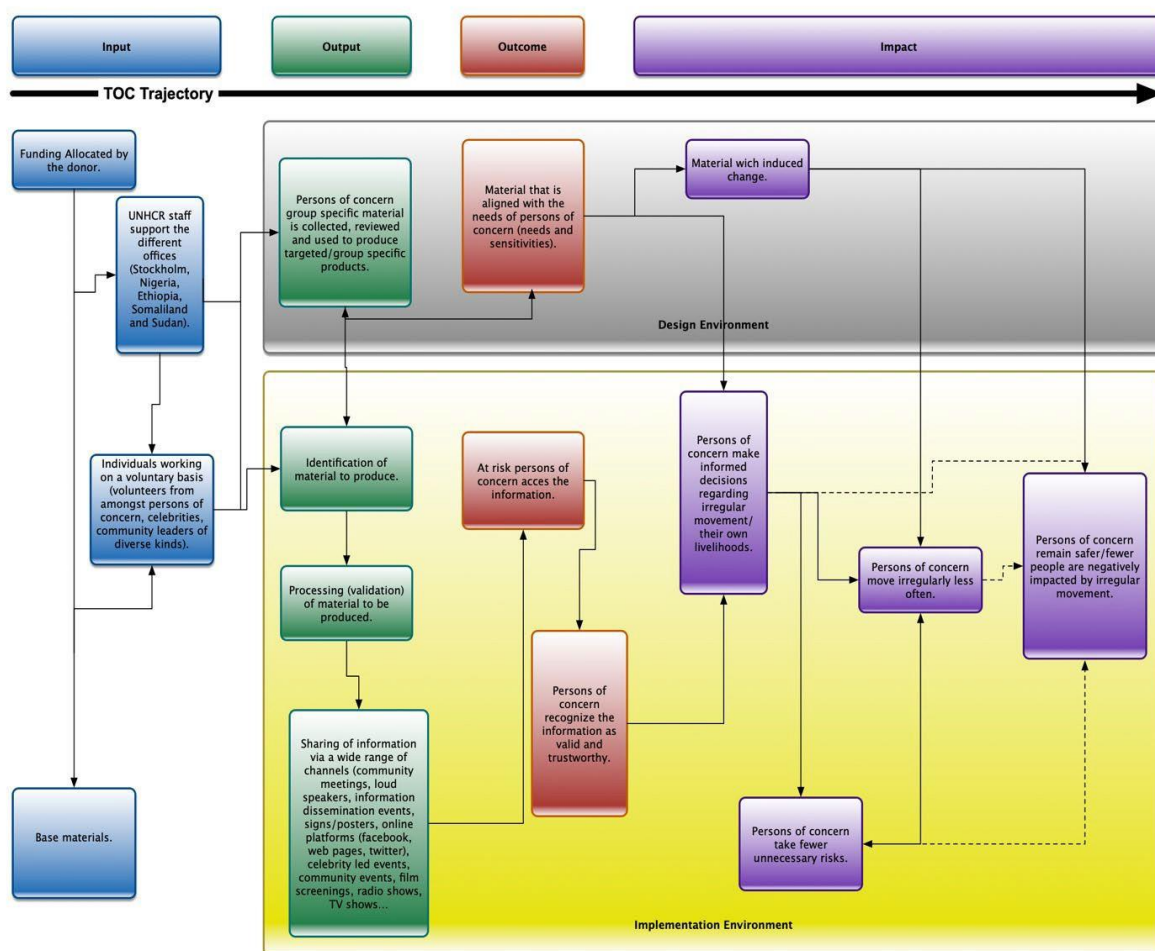 Input
Output
Outcome
Impact
TOC Trajectory
Funding Allocated by
the donor.
UNHCR staff
support the
different
offices
(Stockholm,
Nigeria,
Ethiopia,
Somaliland
and Sudan).
Individuals working
on a voluntary basis
(volunteers from
amongst persons of
concern, celebrities,
community leaders of
diverse kinds).
Base materials.
Persons of concern
group specific material
is collected, reviewed
and used to produce
targeted/group specific
products.
Material that is
aligned with the
needs of persons of
concern (needs and
sensitivities).
Material wich induced
change.
Design Environment
Identification of
material to produce.
Processing (validation)
of material to be
produced.
Sharing of information
via a wide range of
channels (community
meetings, loud
speakers, information
dissemination events,
signs/posters, online
platforms (facebook,
web pages, twitter),
celebrity led events,
community events, film
screenings, radio shows,
TV shows...
At risk persons of
concern acces the
information.
Persons of
concern
recognize the
information as
valid and
trustworthy.
Persons of
concern make
informed
decisions
regarding
irregular
movement/
their own
livelihoods.
Persons of concern
move irregularly less
often.
Persons of concern
take fewer
unnecessary risks.
Persons of concern
remain safer/fewer
people are negatively
impacted by irregular
movement.
Implementation Environment